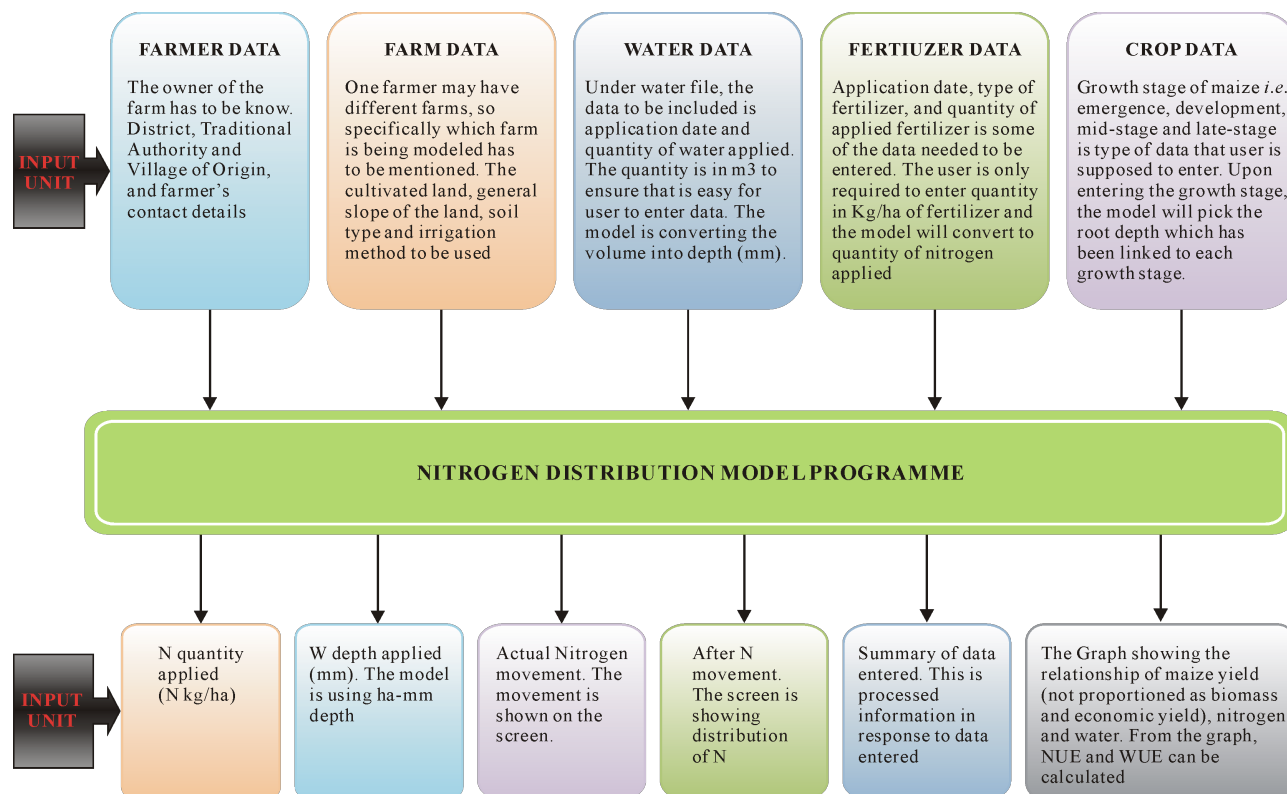 FARMER DATA
The owner of the
farm has to be know.
District, Traditional
Authority and
Village of Origin,
and farmer's
contact details
FARM DATA
One farmer may have
different farms, so
specifically which farm
is being modeled has
to be mentioned. The
cultivated land, general
slope of the land, soil
type and irrigation
method to be used
WATER DATA
Under water file, the
data to be included is
application date and
quantity of water applied.
The quantity is in m3 to
ensure that is easy for
user to enter data. The
model is converting the
volume into depth (mm).
FERTIUZER DATA
Application date, type of
fertilizer, and quantity of
applied fertilizer is some
of the data needed to be
entered. The user is only
required to enter quantity
in Kg/ha of fertilizer and
the model will convert to
quantity of nitrogen
applied
CROP DATA
Growth stage of maize i.e.
emergence, development,
mid-stage and late-stage
is type of data that user is
supposed to enter. Upon
entering the growth stage,
the model will pick the
root depth which has
been linked to each
growth stage.
INPUT
UNIT
NITROGEN DISTRIBUTION MODEL PROGRAMME
INPUT
UNIT
N quantity
applied
(N kg/ha)
W depth applied
(mm). The model
is using ha-mm
depth
Actual Nitrogen
movement. The
movement is
shown on the
screen.
After N
movement.
The screen is
showing
distribution
of N
Summary of data
entered. This is
processed
information in
response to data
entered
The Graph showing the
relationship of maize yield
(not proportioned as biomass
and economic yield), nitrogen
and water. From the graph,
NUE and WUE can be
calculated